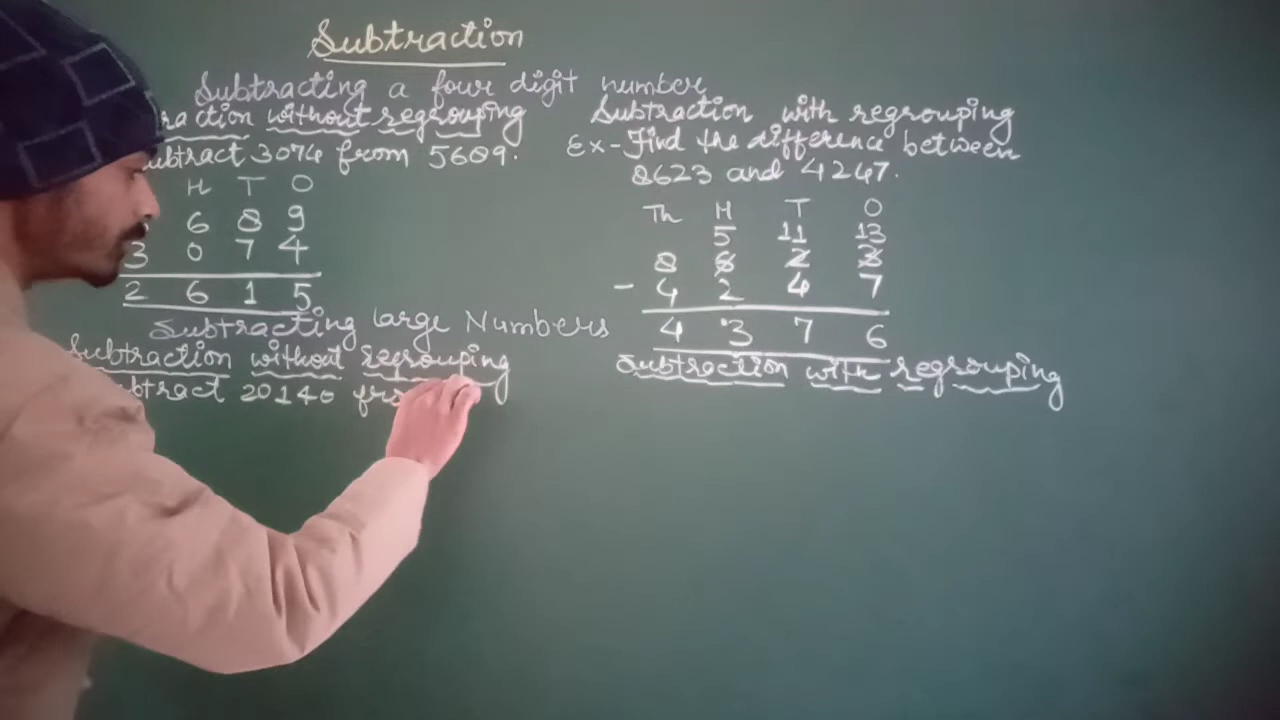 Subtraction
Subtracting a four digit number
raction without regrouping
ubtract 3074 from 5689.
H T O
6 8 9
3 0 7 4
2 6 1 5
Subtraction with regrouping
Ex- Find the difference between
8623 and 4247.
Th H T O
5 11 13
8 6 2 3
- 4 2 4 7
4 3 7 6
Subtracting large Numbers
Subtraction without regrouping
btract 20140 fro
Subtraction with regrouping